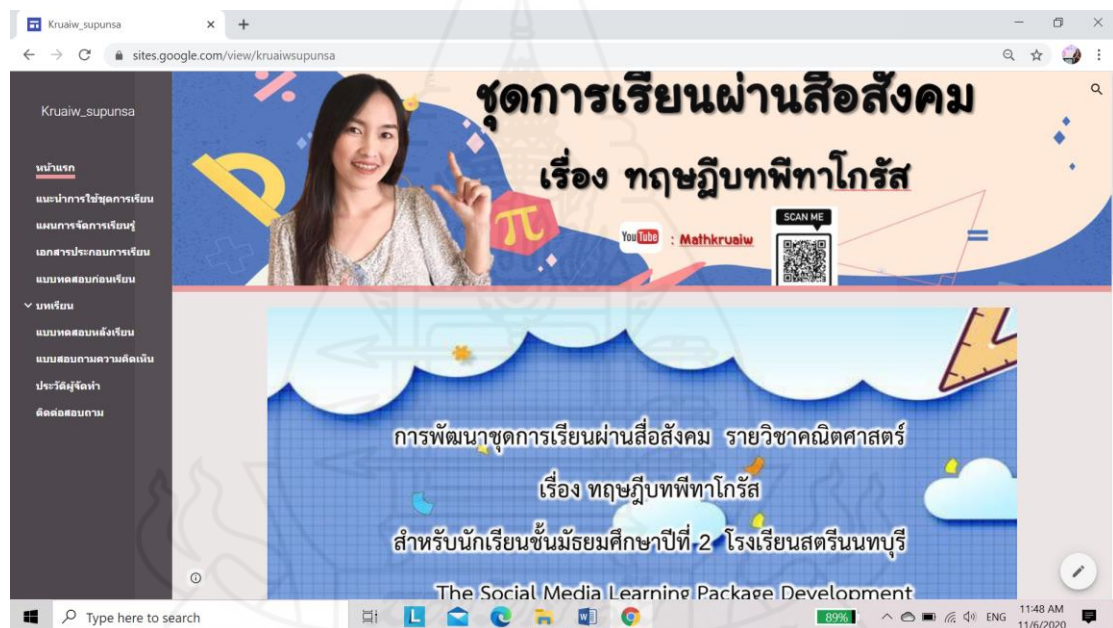 Kruaiw_supunsa
sites.google.com/view/kruaiwsupunsa
Kruaiw_supunsa
หน้าแรก
แนะนำการใช้ชุดการเรียน
แผนการจัดการเรียนรู้
เอกสารประกอบการเรียน
แบบทดสอบก่อนเรียน
บทเรียน
แบบทดสอบหลังเรียน
แบบสอบถามความคิดเห็น
ประวัติผู้จัดทำ
ติดต่อสอบถาม
ชุดการเรียนผ่านสื่อสังคม
เรื่อง ทฤษฎีบทพีทาโกรัส
YouTube : Mathkruaiw
SCAN ME
π
การพัฒนาชุดการเรียนผ่านสื่อสังคม รายวิชาคณิตศาสตร์
เรื่อง ทฤษฎีบทพีทาโกรัส
สำหรับนักเรียนชั้นมัธยมศึกษาปีที่ 2 โรงเรียนสตรีนนทบุรี
The Social Media Learning Package Development
Type here to search
L
89%
ENG
11:48 AM
11/6/2020